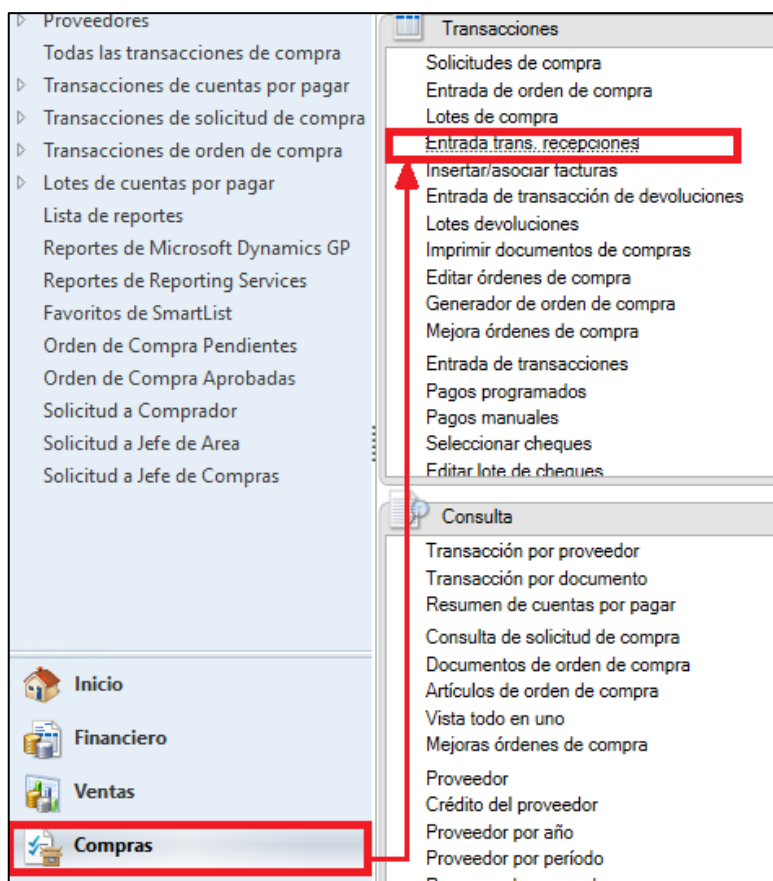 Proveedores
Todas las transacciones de compra
Transacciones de cuentas por pagar
Transacciones de solicitud de compra
Transacciones de orden de compra
Lotes de cuentas por pagar
Lista de reportes
Reportes de Microsoft Dynamics GP
Reportes de Reporting Services
Favoritos de SmartList
Orden de Compra Pendientes
Orden de Compra Aprobadas
Solicitud a Comprador
Solicitud a Jefe de Area
Solicitud a Jefe de Compras
Inicio
Financiero
Ventas
Compras
Transacciones
Solicitudes de compra
Entrada de orden de compra
Lotes de compra
Entrada trans. recepciones
Insertar/asociar facturas
Entrada de transacción de devoluciones
Lotes devoluciones
Imprimir documentos de compras
Editar órdenes de compra
Generador de orden de compra
Mejora órdenes de compra
Entrada de transacciones
Pagos programados
Pagos manuales
Seleccionar cheques
Editar lote de cheques
Consulta
Transacción por proveedor
Transacción por documento
Resumen de cuentas por pagar
Consulta de solicitud de compra
Documentos de orden de compra
Artículos de orden de compra
Vista todo en uno
Mejoras órdenes de compra
Proveedor
Crédito del proveedor
Proveedor por año
Proveedor por período